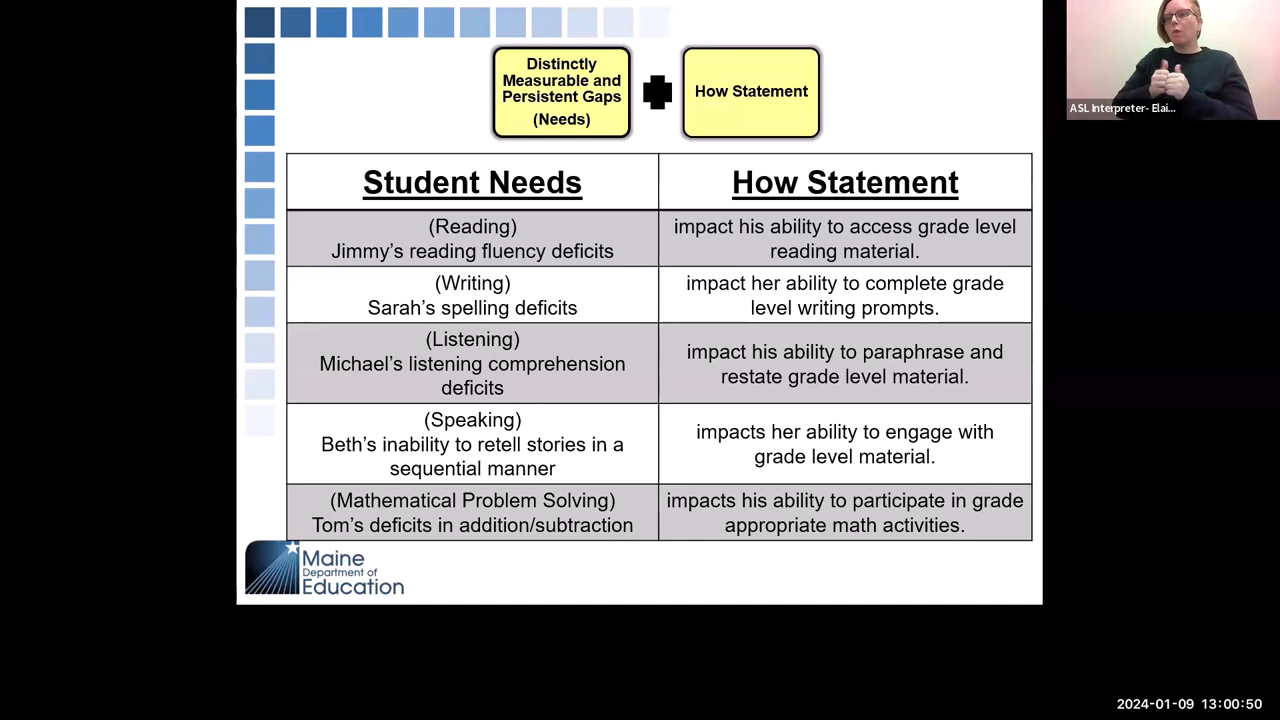 Distinctly
Measurable and
Persistent Gaps
(Needs)
How Statement
ASL Interpreter- Elai...
Student Needs
How Statement
(Reading)
Jimmy’s reading fluency deficits
impact his ability to access grade level
reading material.
(Writing)
Sarah’s spelling deficits
impact her ability to complete grade
level writing prompts.
(Listening)
Michael’s listening comprehension
deficits
impact his ability to paraphrase and
restate grade level material.
(Speaking)
Beth’s inability to retell stories in a
sequential manner
impacts her ability to engage with
grade level material.
(Mathematical Problem Solving)
Tom’s deficits in addition/subtraction
impacts his ability to participate in grade
appropriate math activities.
Maine
Department of
Education
2024-01-09 13:00:50